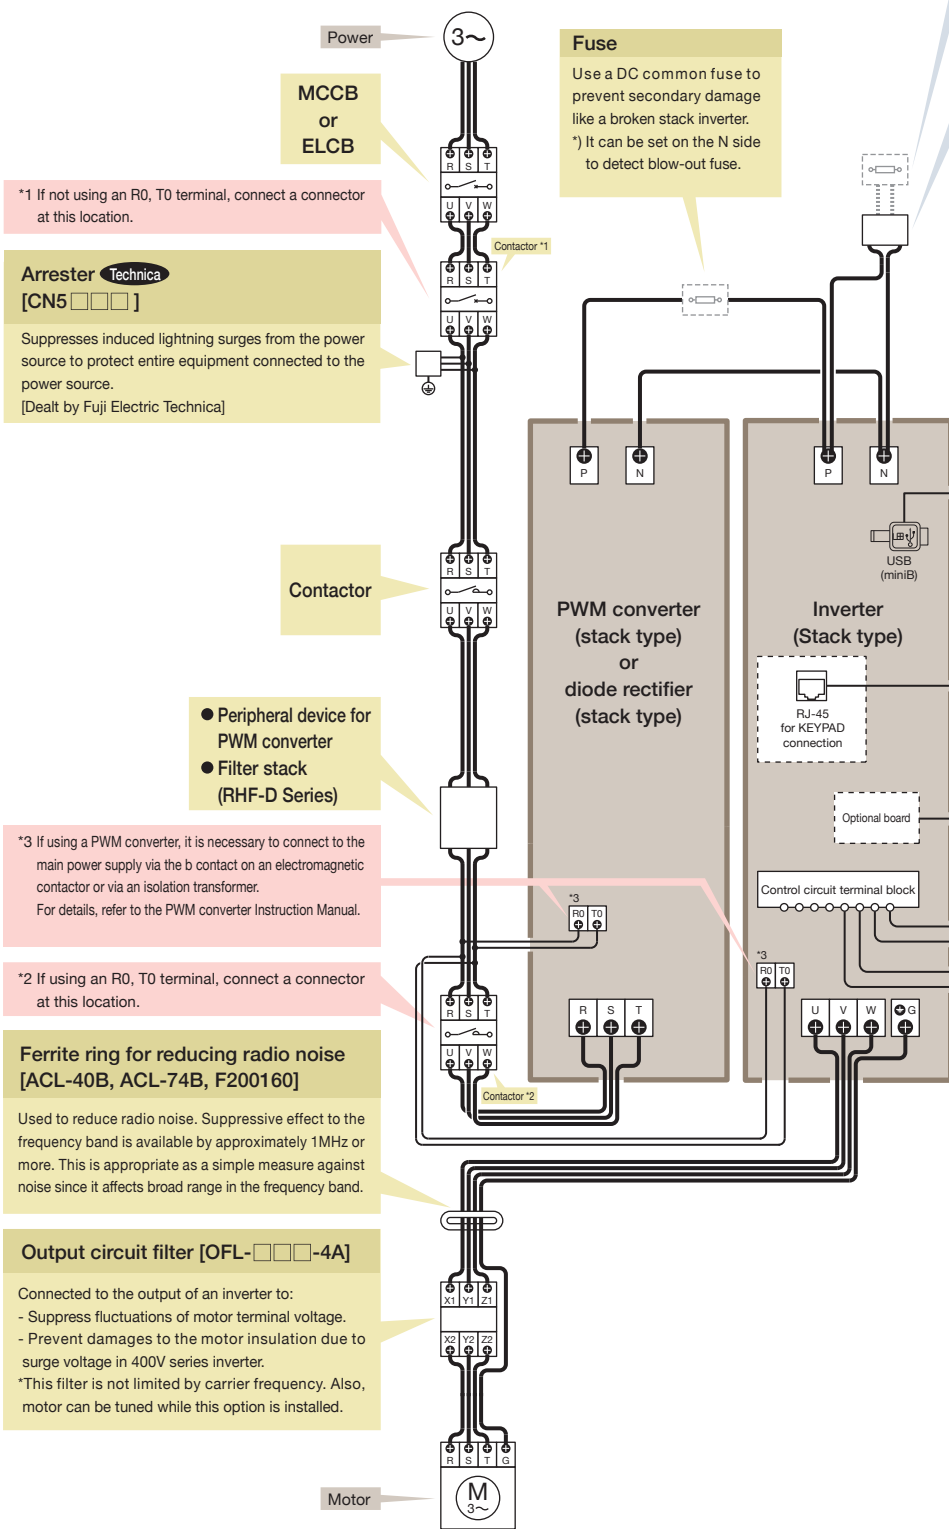 Power
3～
MCCB
or
ELCB
R S T
U V W
Fuse
Use a DC common fuse to
prevent secondary damage
like a broken stack inverter.
*) It can be set on the N side
to detect blow-out fuse.
*1 If not using an R0, T0 terminal, connect a connector
at this location.
Contactor *1
R S T
U V W
Arrester Technica
[CN5□□□ ]
Suppresses induced lightning surges from the power
source to protect entire equipment connected to the
power source.
[Dealt by Fuji Electric Technica]
P
N
P
N
USB
(miniB)
Contactor
R S T
U V W
PWM converter
(stack type)
or
diode rectifier
(stack type)
Inverter
(Stack type)
RJ-45
for KEYPAD
connection
● Peripheral device for
PWM converter
● Filter stack
(RHF-D Series)
Optional board
Control circuit terminal block
*3 If using a PWM converter, it is necessary to connect to the
main power supply via the b contact on an electromagnetic
contactor or via an isolation transformer.
For details, refer to the PWM converter Instruction Manual.
*3
R0 T0
*3
R0 T0
*2 If using an R0, T0 terminal, connect a connector
at this location.
R S T
U V W
Contactor *2
R S T
U V W
G
Ferrite ring for reducing radio noise
[ACL-40B, ACL-74B, F200160]
Used to reduce radio noise. Suppressive effect to the
frequency band is available by approximately 1MHz or
more. This is appropriate as a simple measure against
noise since it affects broad range in the frequency band.
Output circuit filter [OFL-□□□-4A]
Connected to the output of an inverter to:
- Suppress fluctuations of motor terminal voltage.
- Prevent damages to the motor insulation due to
surge voltage in 400V series inverter.
*This filter is not limited by carrier frequency. Also,
motor can be tuned while this option is installed.
X1 Y1 Z1
X2 Y2 Z2
R S T G
Motor
M
3～